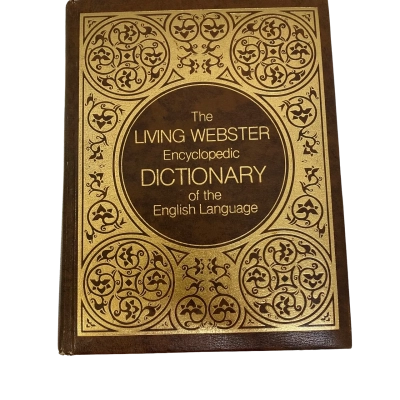 The
LIVING WEBSTER
Encyclopedic
DICTIONARY
of the
English Language